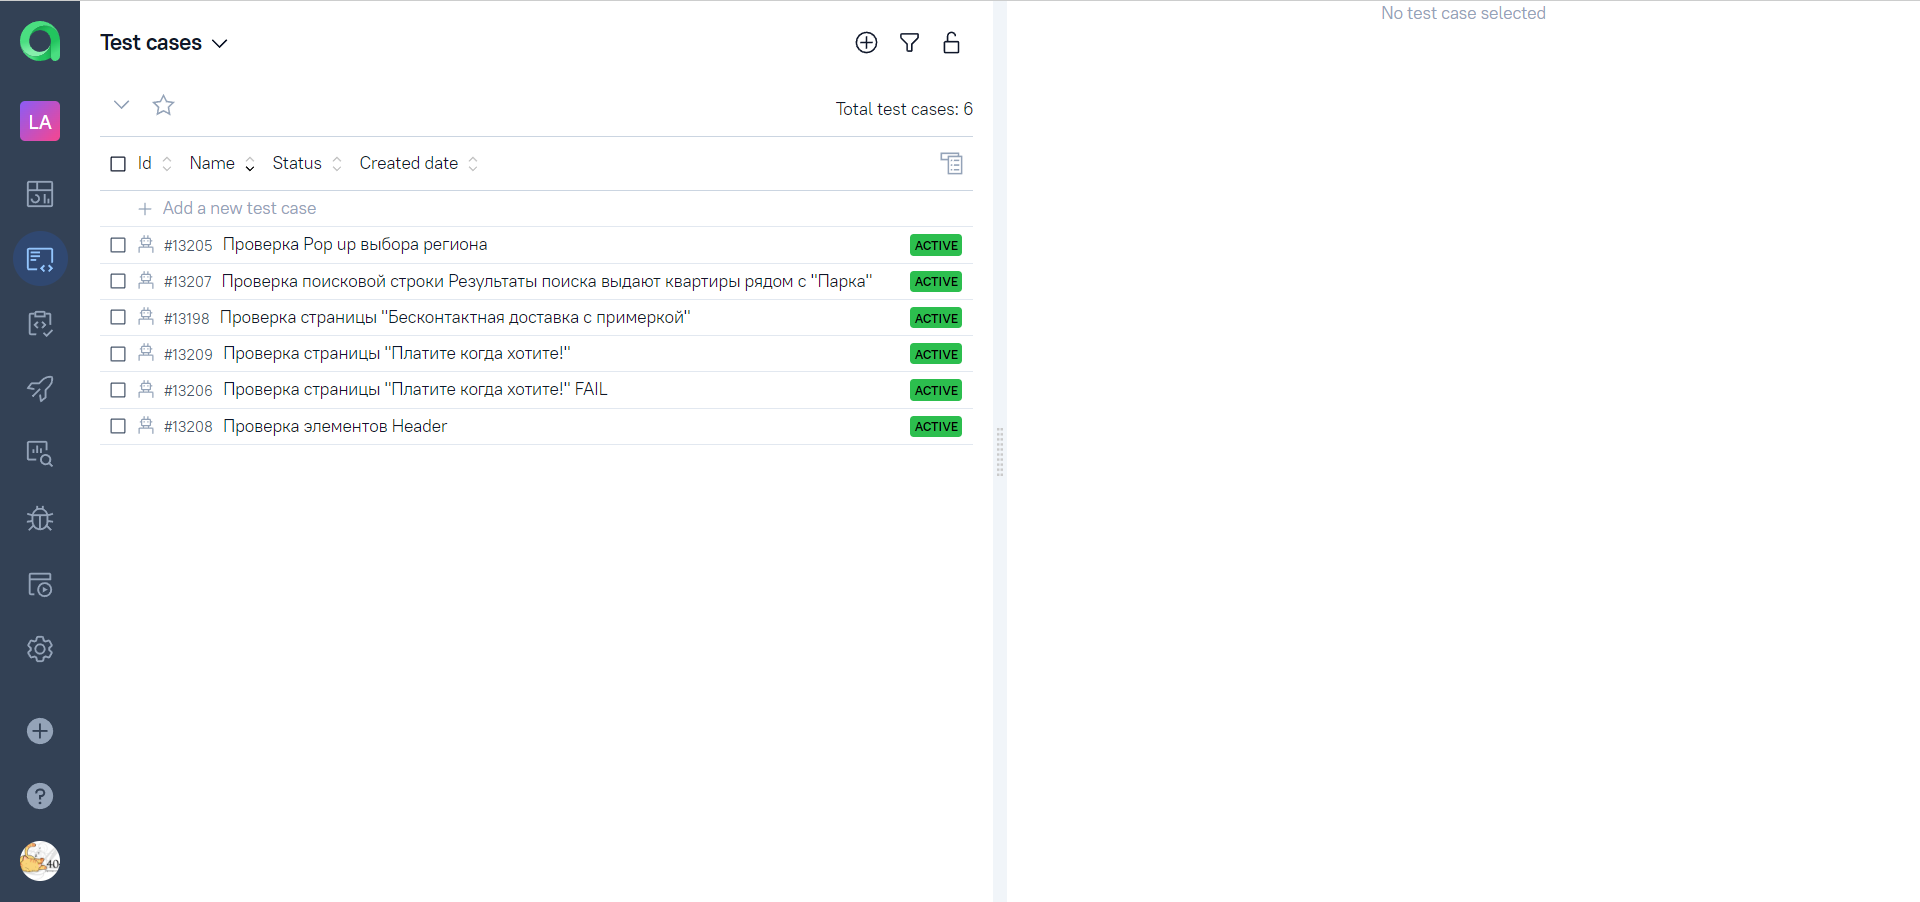 No test case selected
Test cases
LA
Total test cases: 6
Id Name Status Created date
Add a new test case
#13205 Проверка Pop up выбора региона ACTIVE
#13207 Проверка поисковой строки Результаты поиска выдают квартиры рядом с "Парка" ACTIVE
#13198 Проверка страницы "Бесконтактная доставка с примеркой" ACTIVE
#13209 Проверка страницы "Платите когда хотите!" ACTIVE
#13206 Проверка страницы "Платите когда хотите!" FAIL ACTIVE
#13208 Проверка элементов Header ACTIVE
40